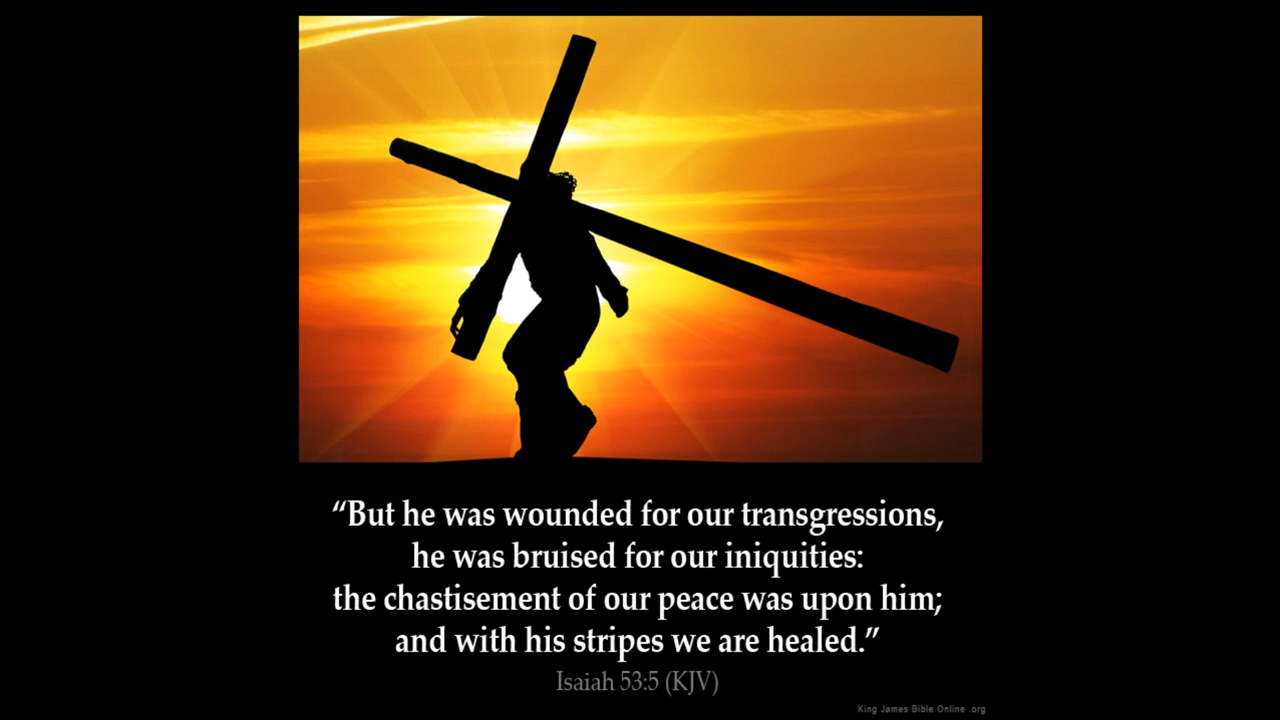 “But he was wounded for our transgressions,
he was bruised for our iniquities:
the chastisement of our peace was upon him;
and with his stripes we are healed.”
Isaiah 53:5 (KJV)
King James Bible Online .org